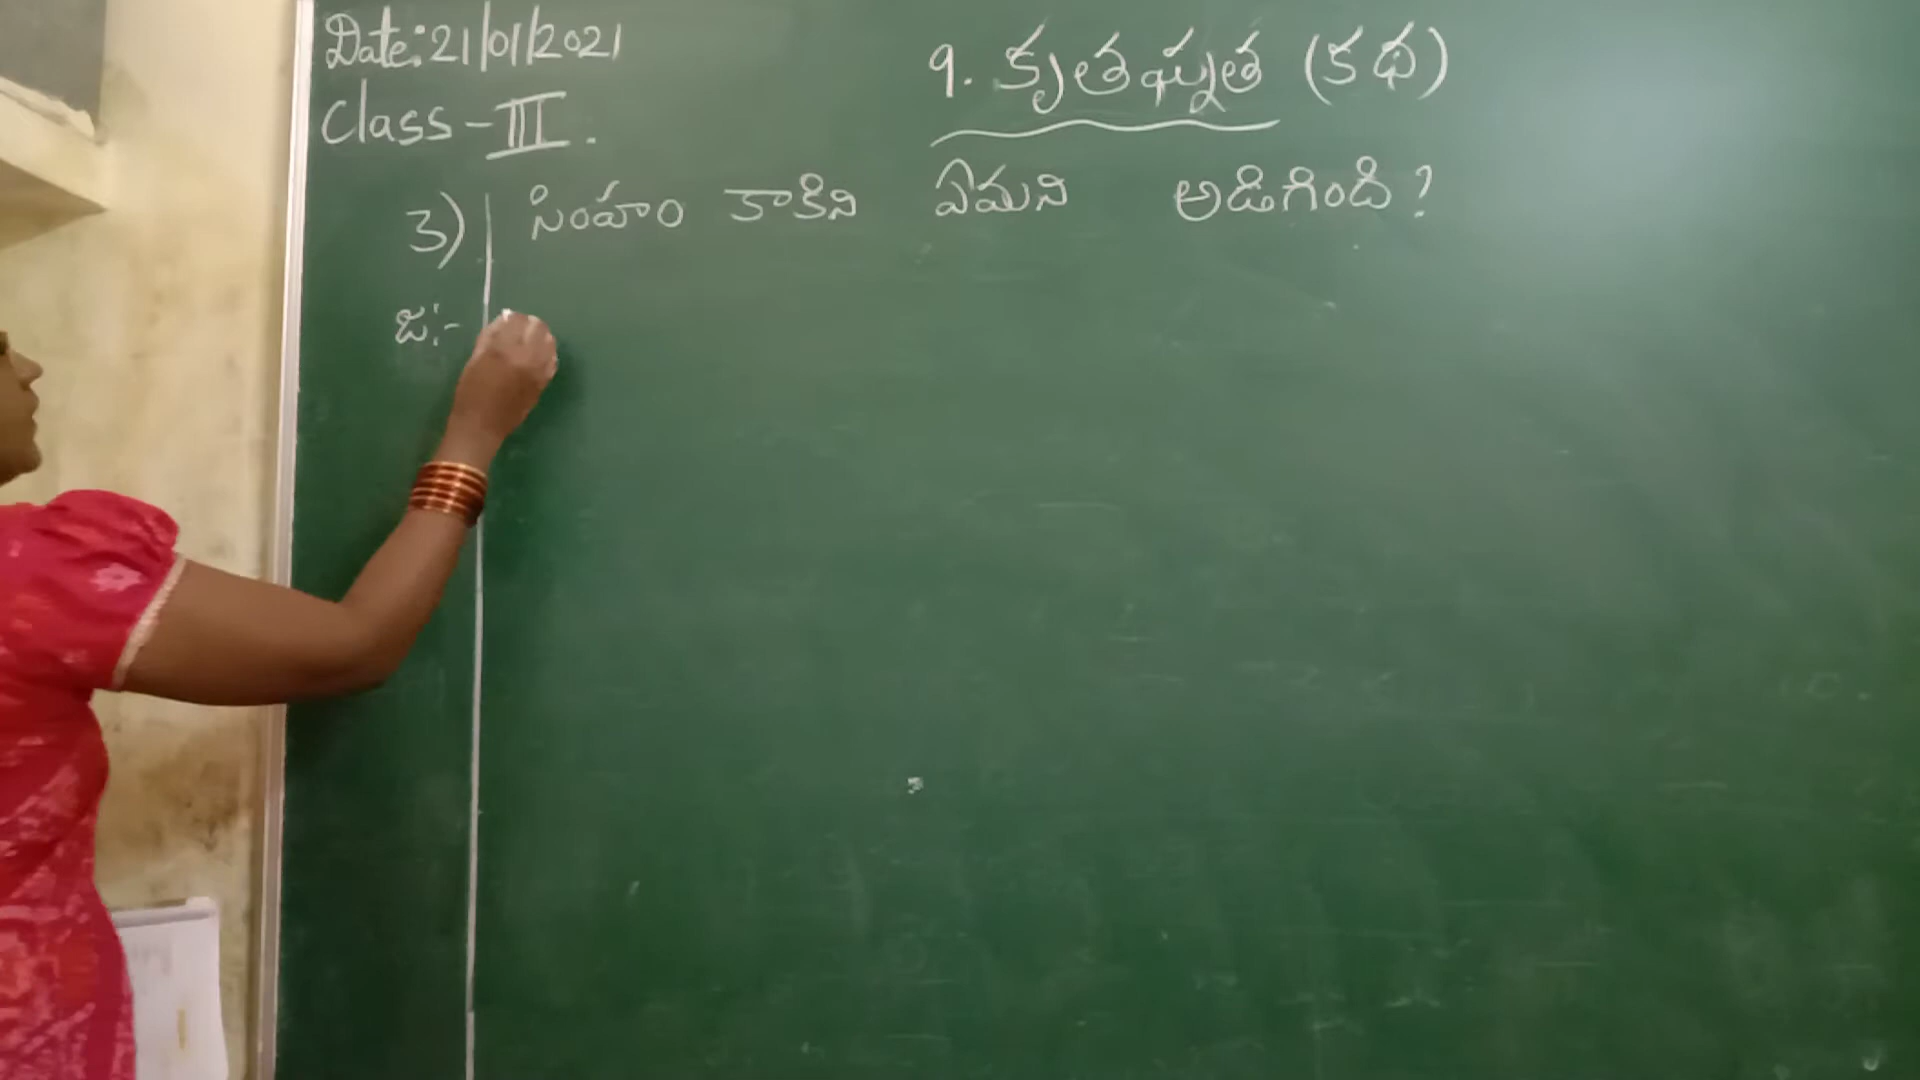 Date: 21/01/2021
9. కృతఘ్నత (కథ)
Class - III.
3) సింహం కాకిని ఏమని అడిగింది?
జ:-